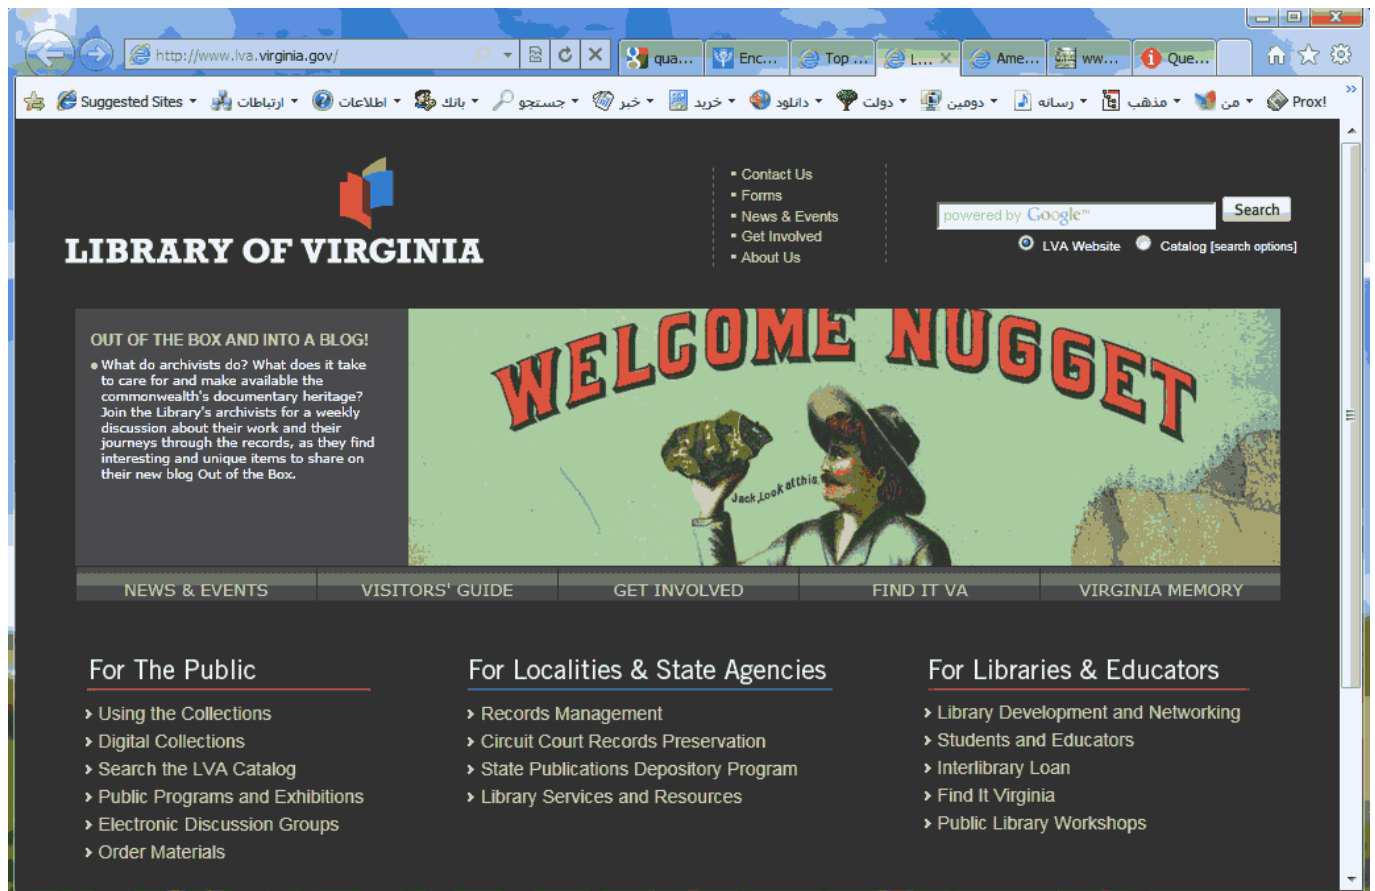 http://www.lva.virginia.gov/
qua...
Enc...
Top ...
L...
Ame...
ww...
Que...
Suggested Sites
ارتباطات
اطلاعات
بانك
جستجو
خبر
خرید
دانلود
دولت
دومین
رسانه
مذهب
من
Prox!
LIBRARY OF VIRGINIA
Contact Us
Forms
News & Events
Get Involved
About Us
powered by Google™
Search
LVA Website
Catalog [search options]
OUT OF THE BOX AND INTO A BLOG!
What do archivists do? What does it take
to care for and make available the
commonwealth's documentary heritage?
Join the Library's archivists for a weekly
discussion about their work and their
journeys through the records, as they find
interesting and unique items to share on
their new blog Out of the Box.
WELCOME NUGGET
Jack, Look at this.
NEWS & EVENTS
VISITORS' GUIDE
GET INVOLVED
FIND IT VA
VIRGINIA MEMORY
For The Public
Using the Collections
Digital Collections
Search the LVA Catalog
Public Programs and Exhibitions
Electronic Discussion Groups
Order Materials
For Localities & State Agencies
Records Management
Circuit Court Records Preservation
State Publications Depository Program
Library Services and Resources
For Libraries & Educators
Library Development and Networking
Students and Educators
Interlibrary Loan
Find It Virginia
Public Library Workshops